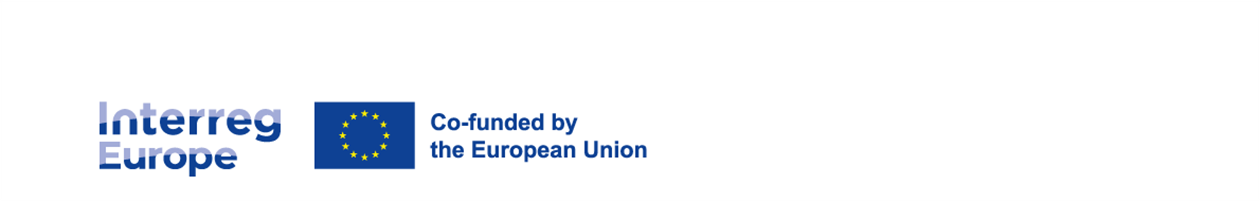 Interreg
Europe
Co-funded by
the European Union